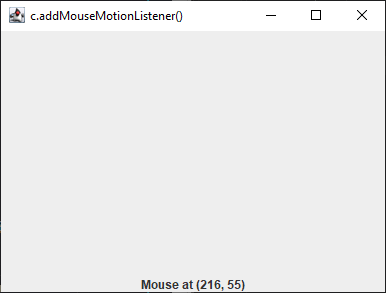 c.addMouseMotionListener()
Mouse at (216, 55)